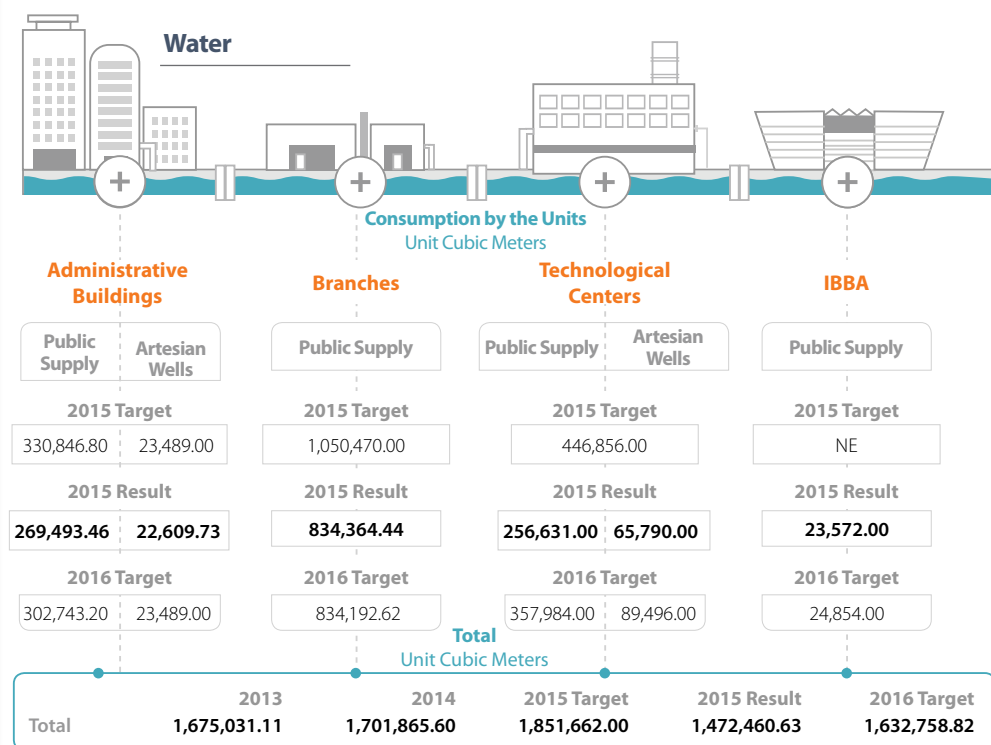 Water
Consumption by the Units
Unit Cubic Meters
Administrative
Buildings
Branches
Technological
Centers
IBBA
Public
Supply
Artesian
Wells
Public Supply
Public Supply
Artesian
Wells
Public Supply
2015 Target
2015 Target
2015 Target
2015 Target
330,846.80 23,489.00
1,050,470.00
446,856.00
NE
2015 Result
2015 Result
2015 Result
2015 Result
269,493.46 22,609.73
834,364.44
256,631.00 65,790.00
23,572.00
2016 Target
2016 Target
2016 Target
2016 Target
302,743.20 23,489.00
834,192.62
357,984.00 89,496.00
24,854.00
Total
Unit Cubic Meters
2013 2014 2015 Target 2015 Result 2016 Target
Total 1,675,031.11 1,701,865.60 1,851,662.00 1,472,460.63 1,632,758.82